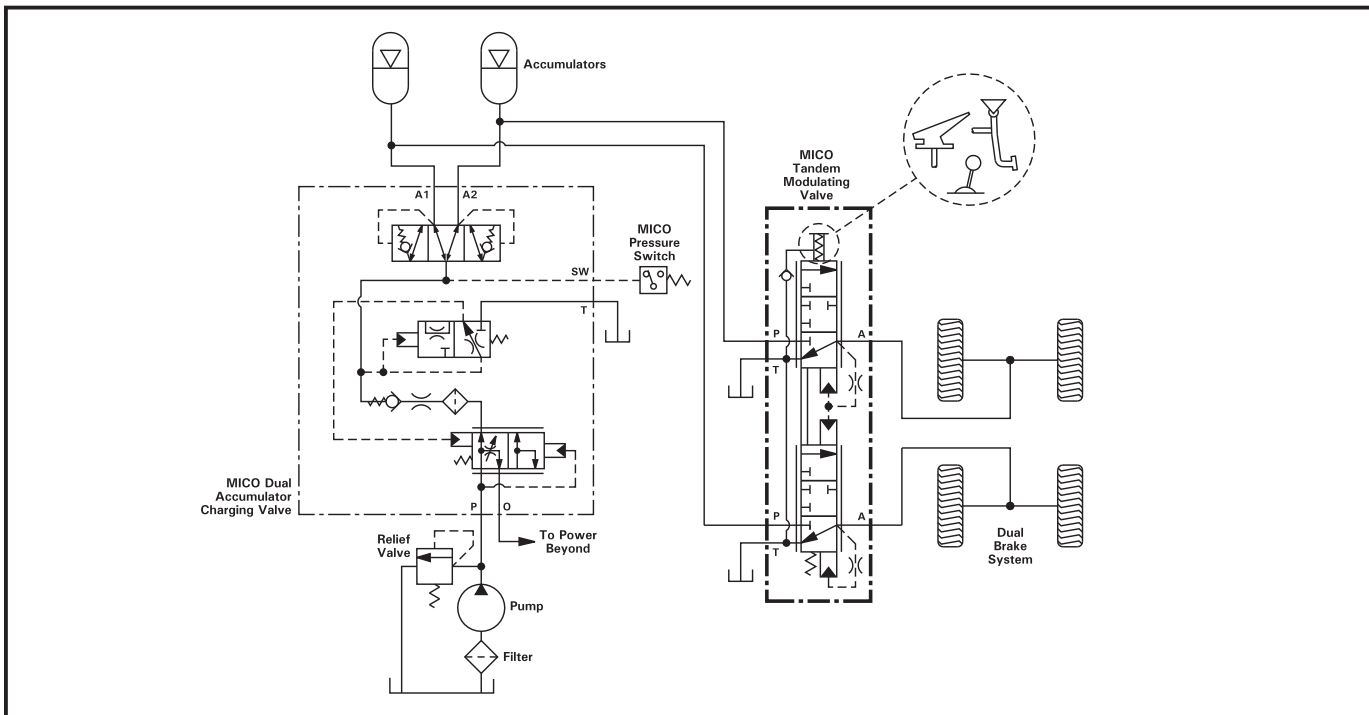 Accumulators
MICO
Tandem
Modulating
Valve
A1
A2
MICO
Pressure
Switch
SW
T
P
A
T
MICO Dual
Accumulator
Charging Valve
P
O
To Power
Beyond
P
A
T
Dual
Brake
System
Relief
Valve
Pump
Filter